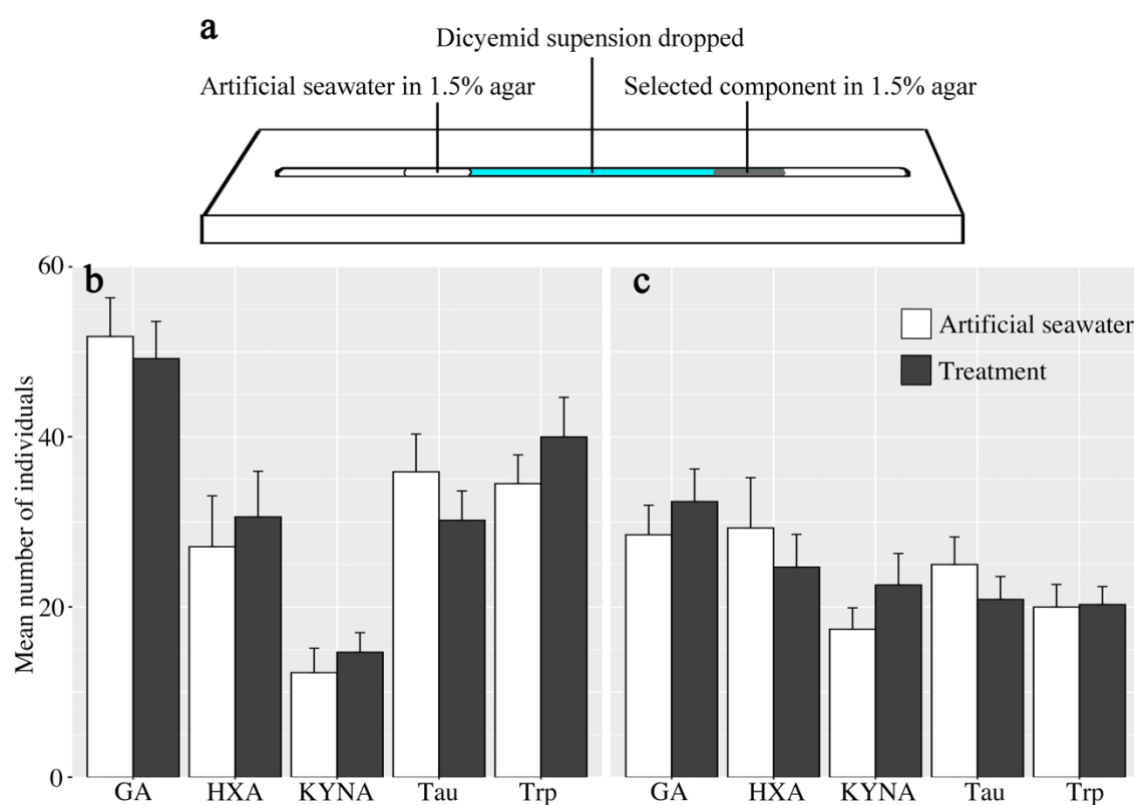 a
Dicyemid supension dropped
Artificial seawater in 1.5% agar
Selected component in 1.5% agar
b
c
Artificial seawater
Treatment
Mean number of individuals
60
40
20
0
GA HXA KYNA Tau Trp
GA HXA KYNA Tau Trp